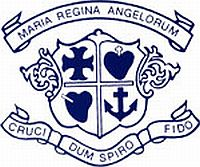 MARIA REGINA ANGELORUM
CRUCI DUM SPIRO FIDO